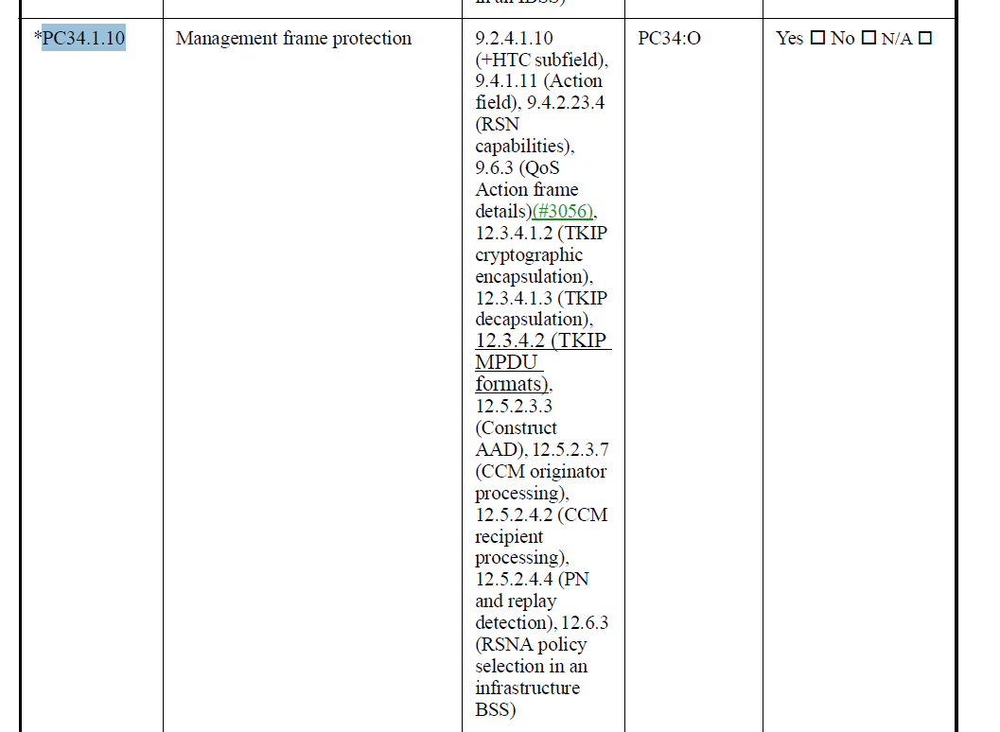 in an IBSS)
*PC34.1.10
Management frame protection
9.2.4.1.10
(+HTC subfield),
9.4.1.11 (Action
field), 9.4.2.23.4
(RSN
capabilities),
9.6.3 (QoS
Action frame
details)(#3056),
12.3.4.1.2 (TKIP
cryptographic
encapsulation),
12.3.4.1.3 (TKIP
decapsulation),
12.3.4.2 (TKIP
MPDU
formats),
12.5.2.3.3
(Construct
AAD), 12.5.2.3.7
(CCM originator
processing),
12.5.2.4.2 (CCM
recipient
processing),
12.5.2.4.4 (PN
and replay
detection), 12.6.3
(RSNA policy
selection in an
infrastructure
BSS)
PC34:O
Yes ☐ No ☐ N/A ☐